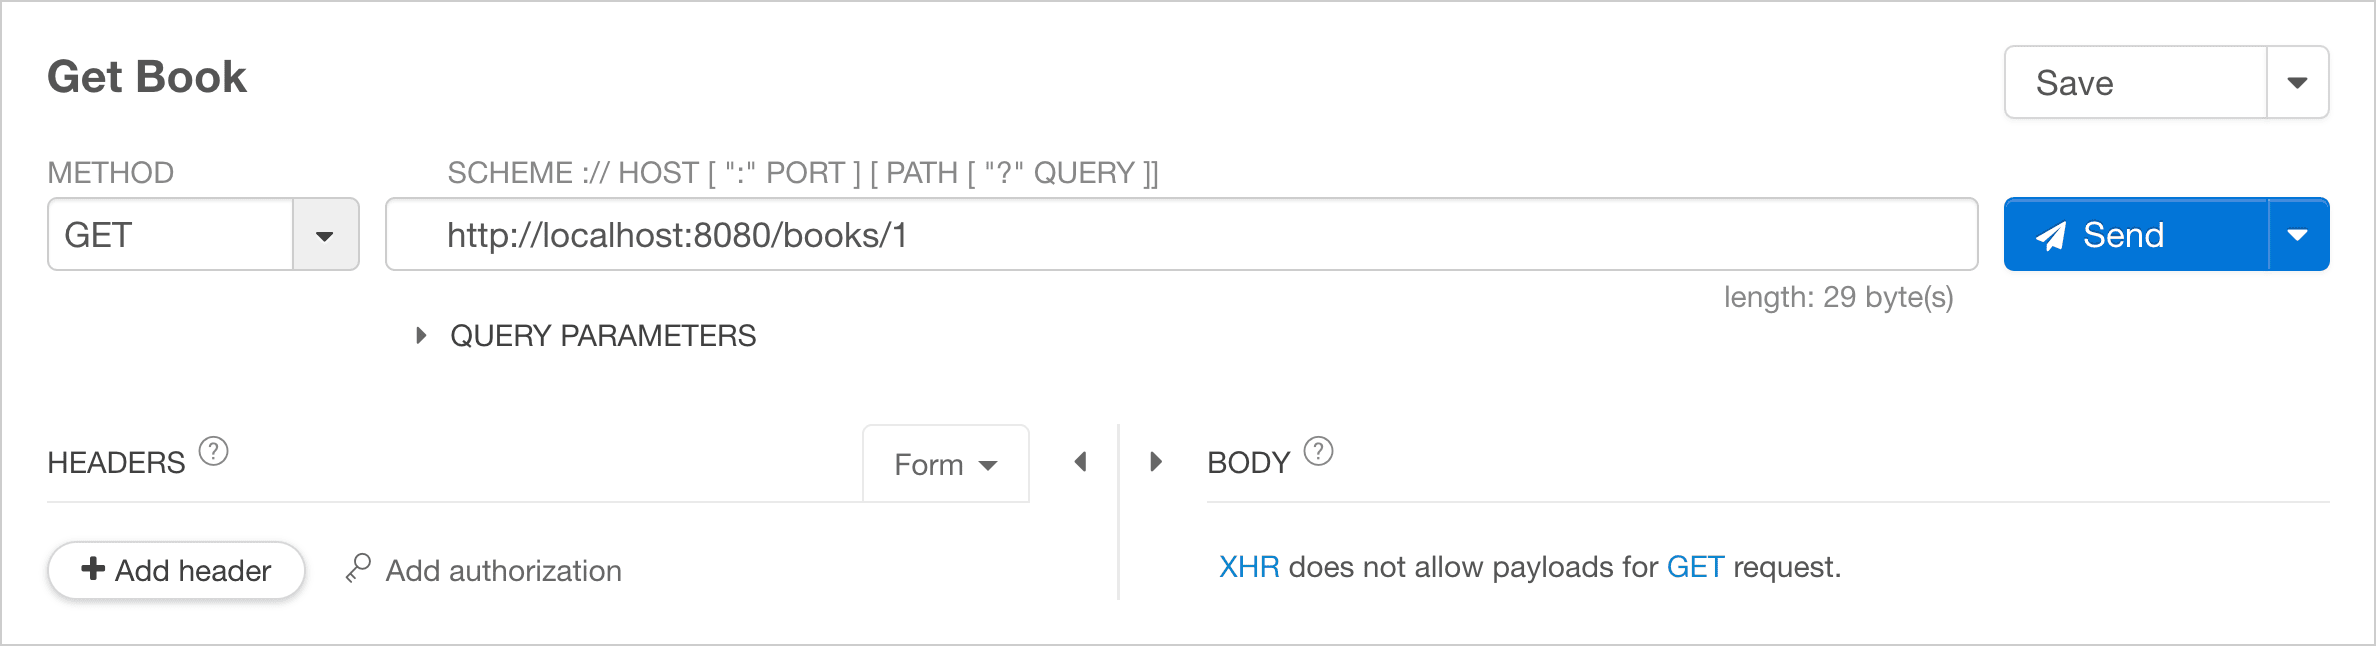 Get Book
Save
METHOD
SCHEME :// HOST [ ":" PORT ] [ PATH [ "?" QUERY ]]
GET
http://localhost:8080/books/1
Send
length: 29 byte(s)
QUERY PARAMETERS
HEADERS ?
Form
BODY ?
Add header
Add authorization
XHR does not allow payloads for GET request.